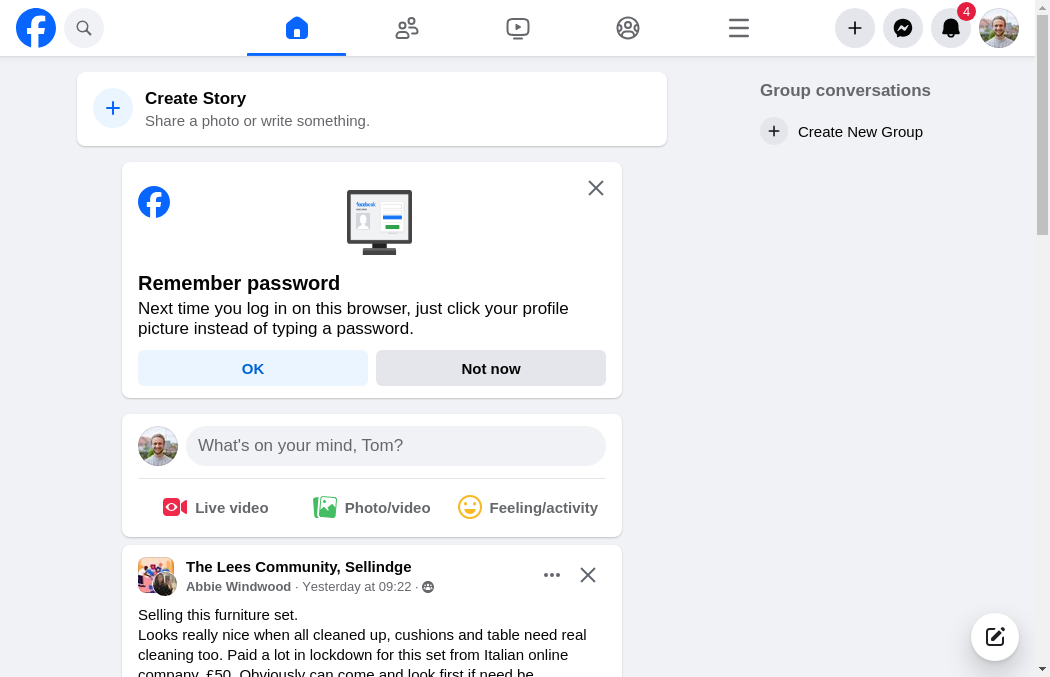 4
Create Story
Share a photo or write something.
Group conversations
Create New Group
facebook
Remember password
Next time you log in on this browser, just click your profile
picture instead of typing a password.
OK
Not now
What's on your mind, Tom?
Live video
Photo/video
Feeling/activity
The Lees Community, Sellindge
Abbie Windwood · Yesterday at 09:22 ·
Selling this furniture set.
Looks really nice when all cleaned up, cushions and table need real
cleaning too. Paid a lot in lockdown for this set from Italian online
company. £50. Obviously can come and look first if need be.